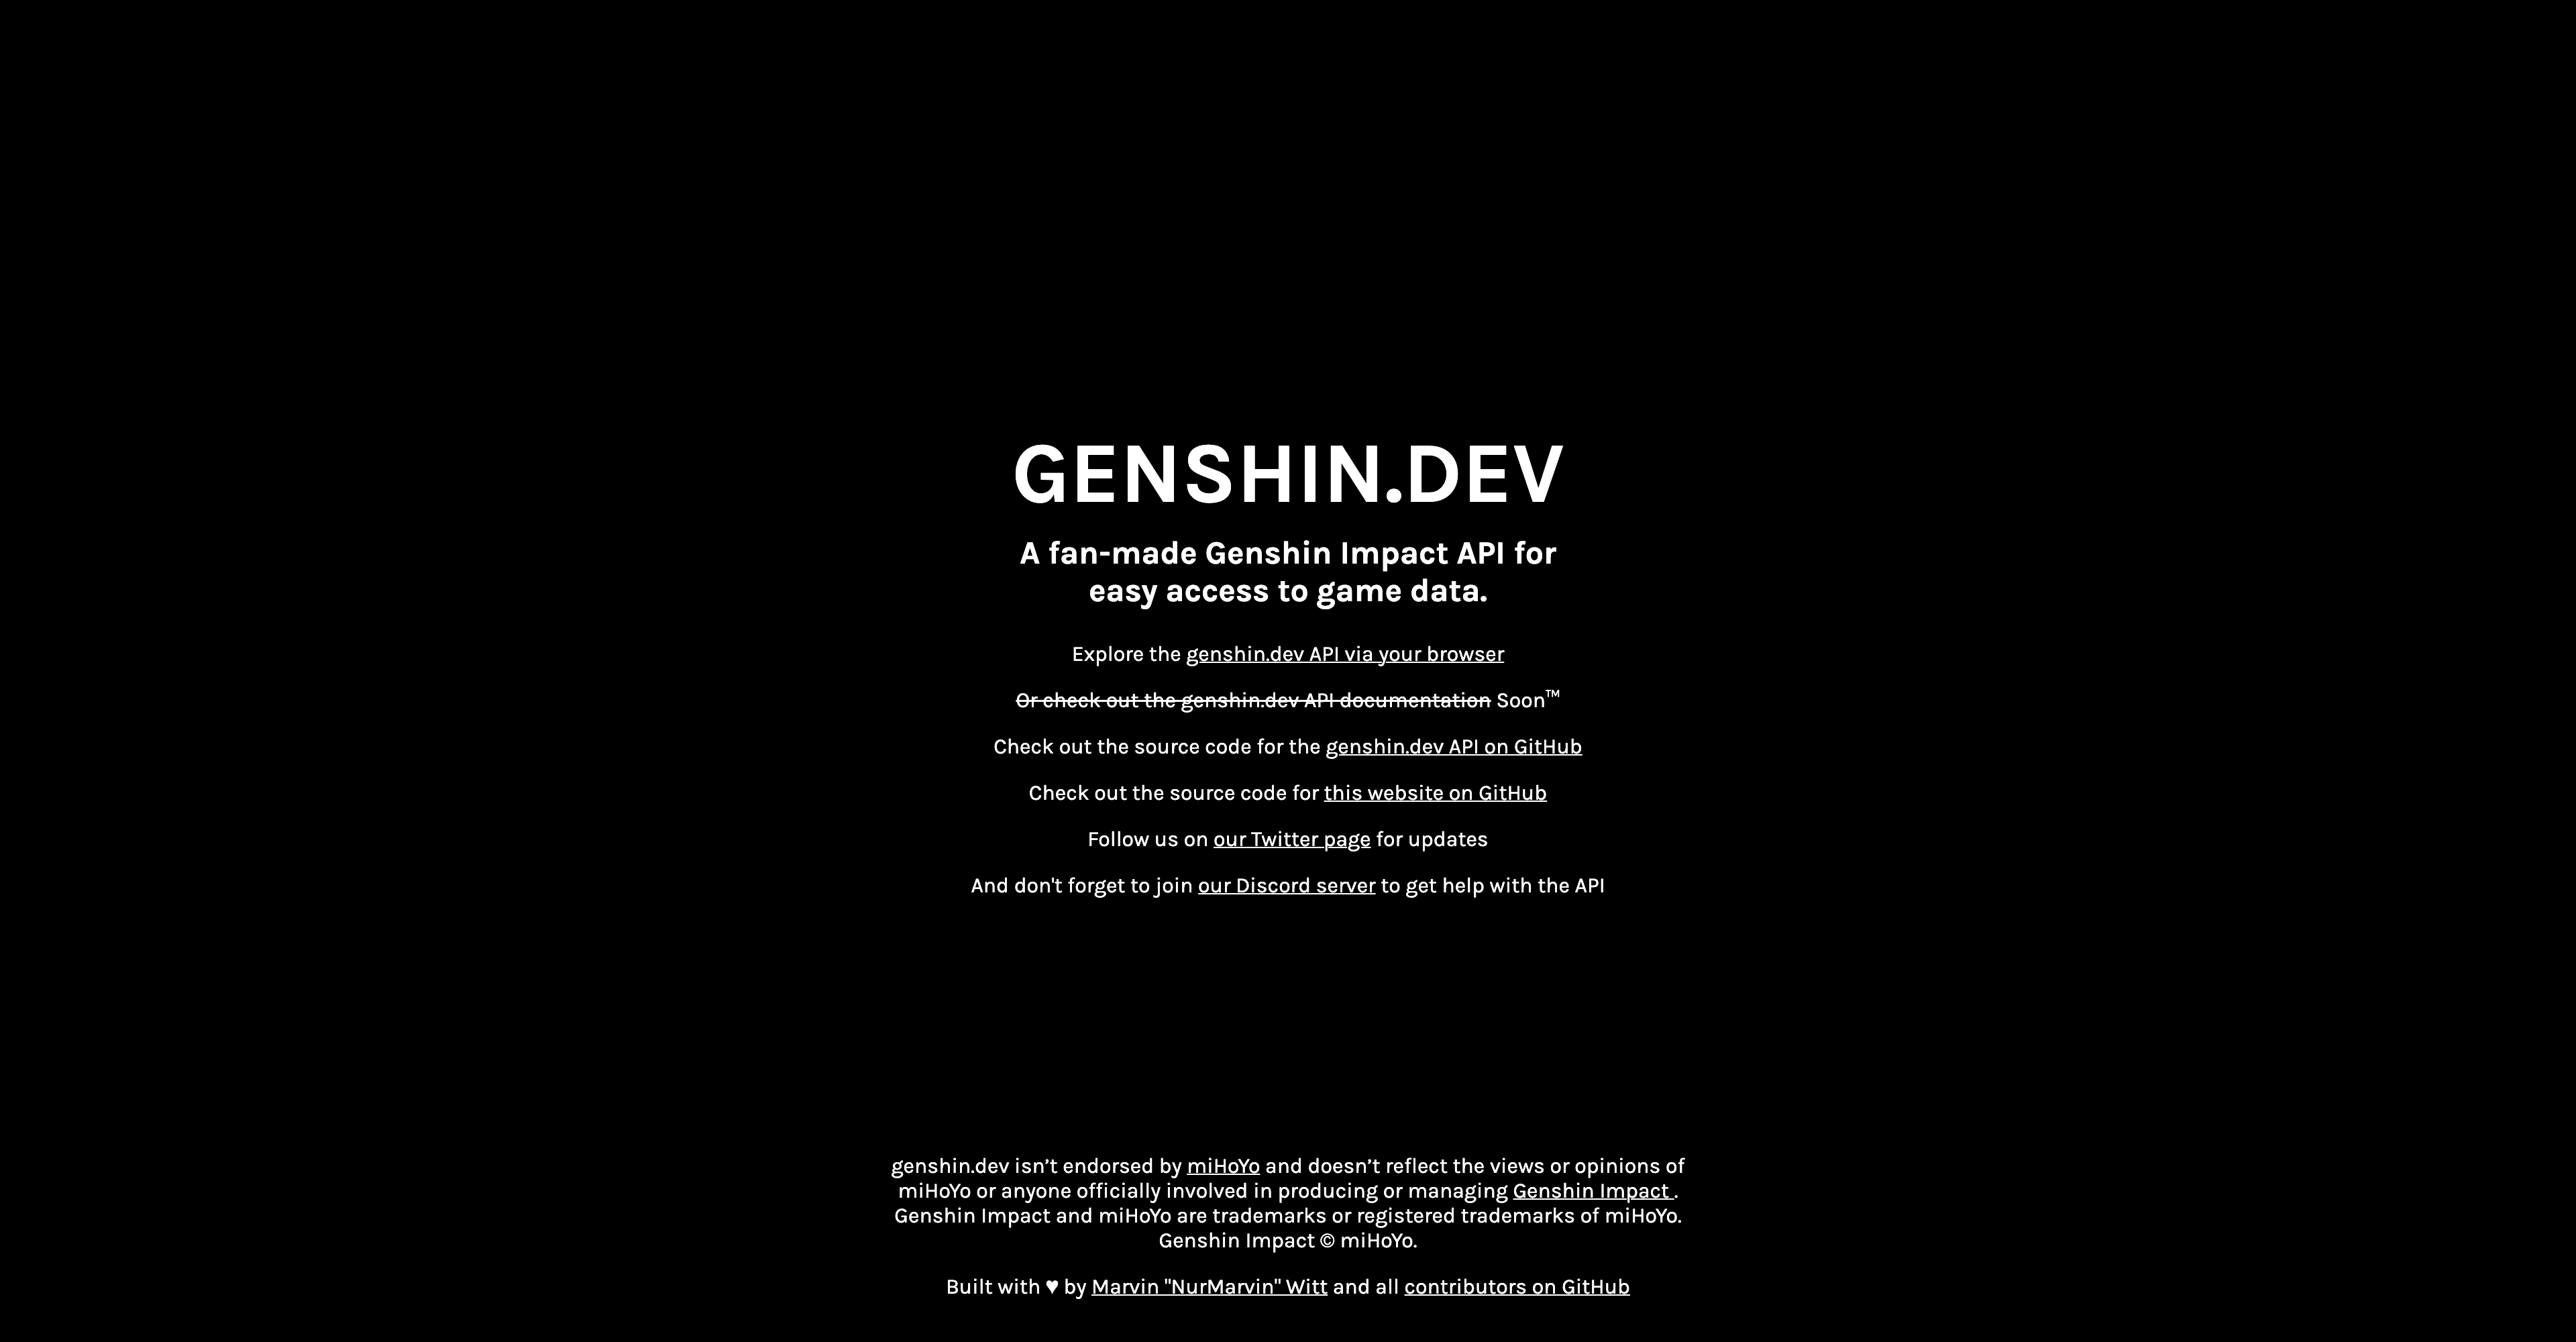 GENSHIN.DEV
A fan-made Genshin Impact API for
easy access to game data.
Explore the genshin.dev API via your browser
Or check out the genshin.dev API documentation Soon™
Check out the source code for the genshin.dev API on GitHub
Check out the source code for this website on GitHub
Follow us on our Twitter page for updates
And don't forget to join our Discord server to get help with the API
genshin.dev isn’t endorsed by miHoYo and doesn’t reflect the views or opinions of
miHoYo or anyone officially involved in producing or managing Genshin Impact .
Genshin Impact and miHoYo are trademarks or registered trademarks of miHoYo.
Genshin Impact © miHoYo.
Built with ♥ by Marvin "NurMarvin" Witt and all contributors on GitHub